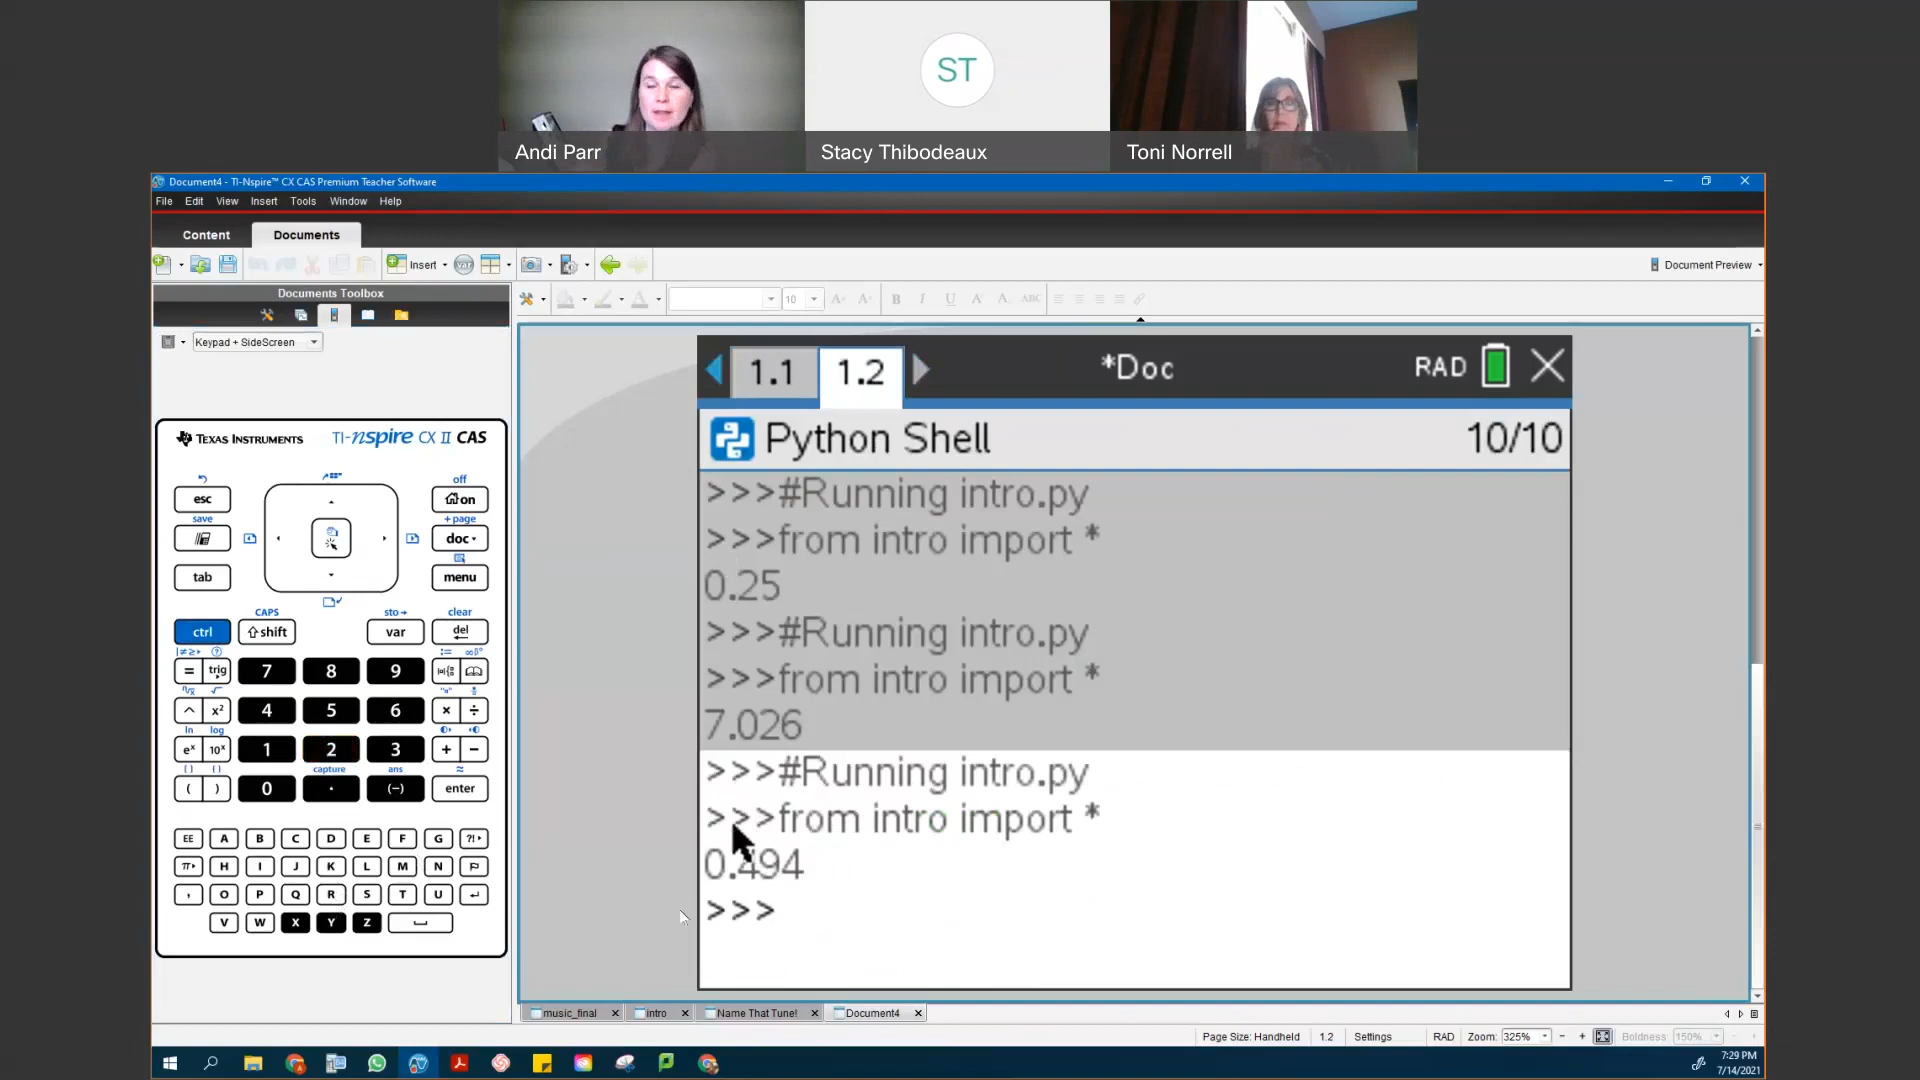 ST
Andi Parr
Stacy Thibodeaux
Toni Norrell
Document4 - TI-Nspire™ CX CAS Premium Teacher Software
File Edit View Insert Tools Window Help
Content Documents
Insert
Document Preview
Documents Toolbox
10
B I U
Keypad + SideScreen
1.1 1.2 *Doc RAD
Python Shell 10/10
>>>#Running intro.py
>>>from intro import *
0.25
>>>#Running intro.py
>>>from intro import *
7.026
>>>#Running intro.py
>>>from intro import *
0.494
>>>
TEXAS INSTRUMENTS TI-nspire CX II CAS
off
esc on
save + page
doc
tab menu
CAPS sto→ clear
ctrl shift var del
= trig 7 8 9
^ x² 4 5 6 × ÷
ln log
eˣ 10ˣ 1 2 3 + −
{ } ( ) capture ans ≈
( ) 0 . (−) enter
EE A B C D E F G ?!
π H I J K L M N
, O P Q R S T U
V W X Y Z
music_final intro Name That Tune! Document4
Page Size: Handheld 1.2 Settings RAD Zoom: 325% − + Boldness: 150% − +
7:29 PM
7/14/2021